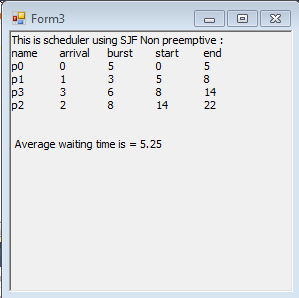 Form3
This is scheduler using SJF Non preemptive :
name arrival burst start end
p0 0 5 0 5
p1 1 3 5 8
p3 3 6 8 14
p2 2 8 14 22
Average waiting time is = 5.25